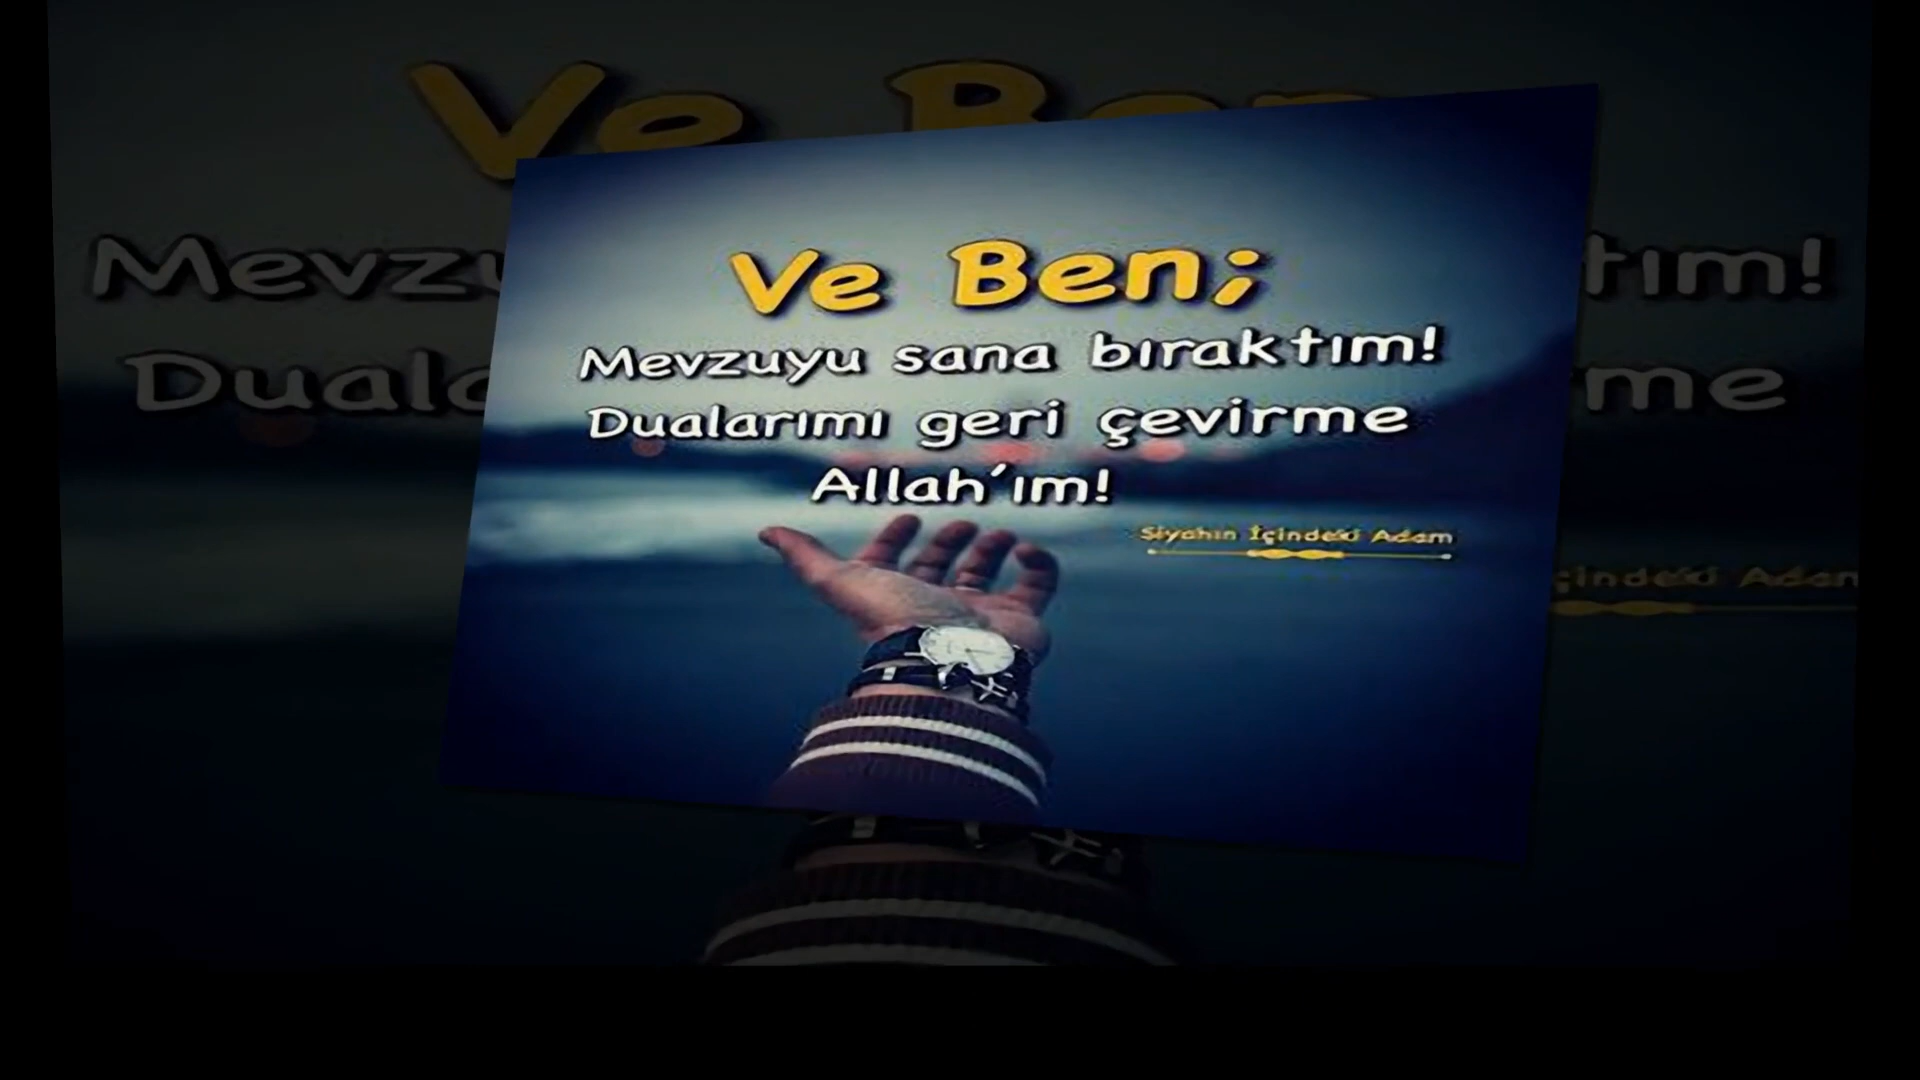 Ve Ben;
Mevzuyu sana bıraktım!
Dualarımı geri çevirme
Allah'ım!
Siyahın İçindeki Adam